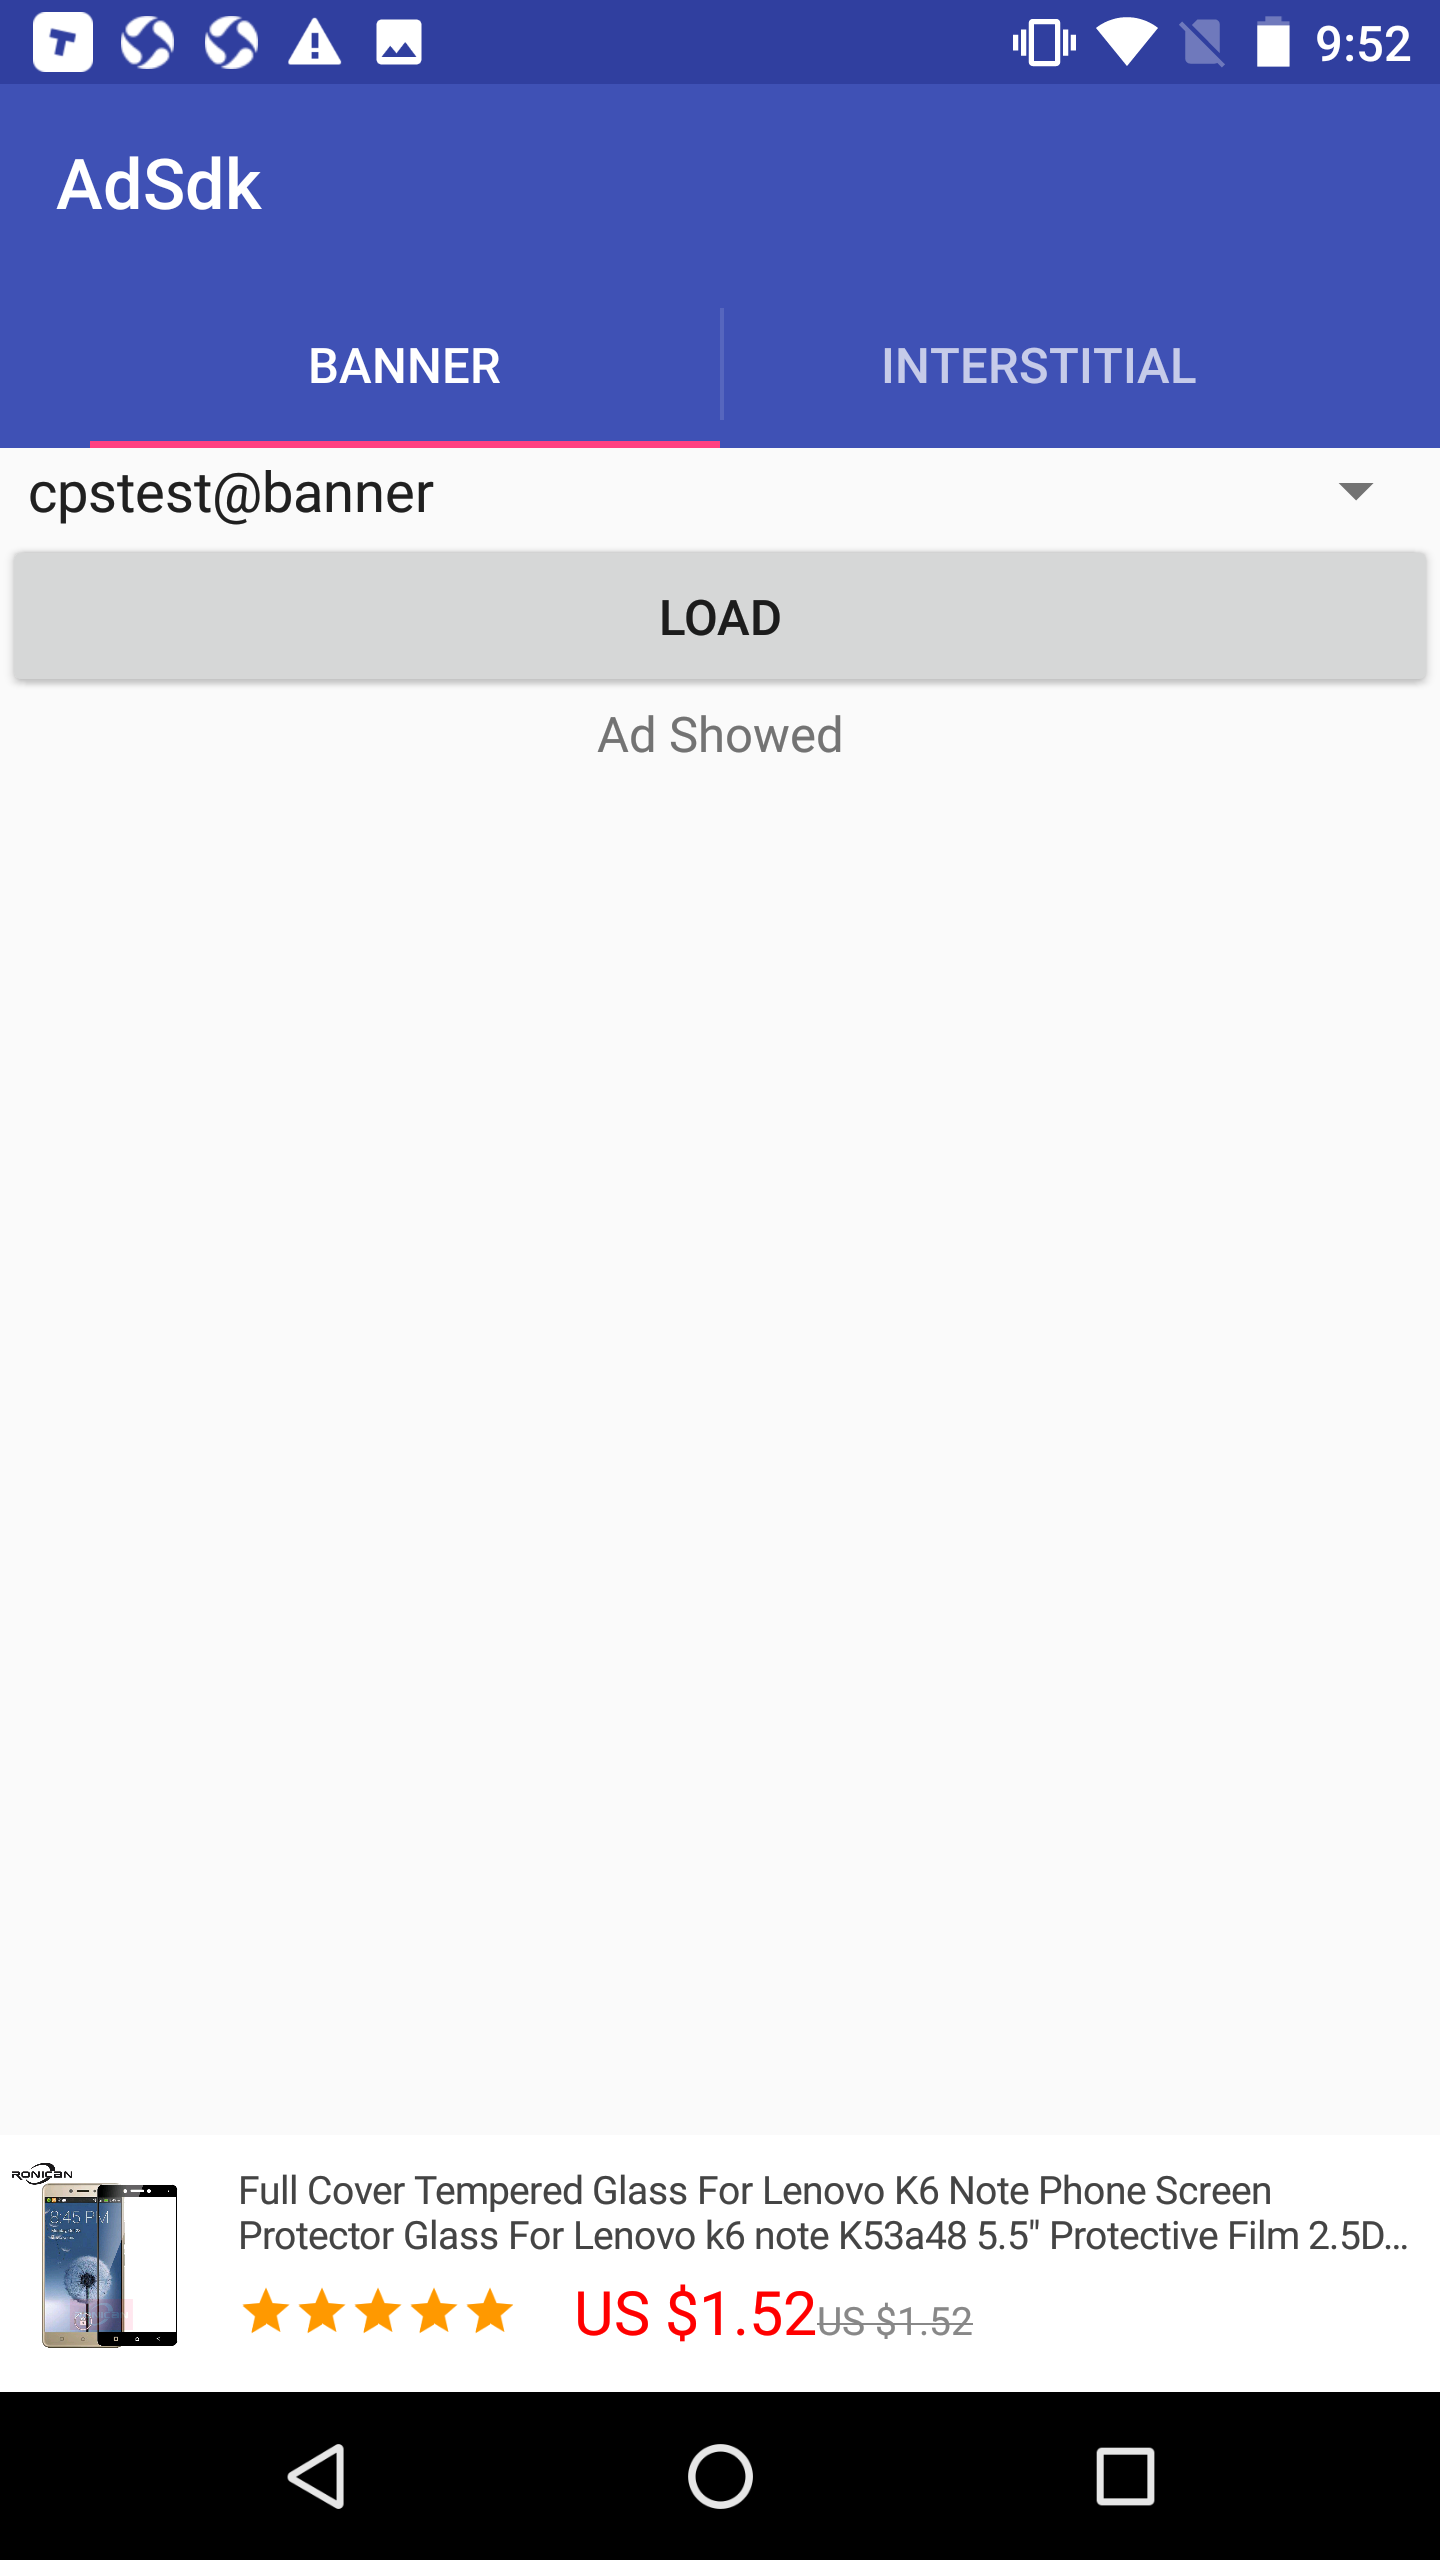 9:52
AdSdk
BANNER
INTERSTITIAL
cpstest@banner
LOAD
Ad Showed
RONICAN
8:45 PM
Full Cover Tempered Glass For Lenovo K6 Note Phone Screen
Protector Glass For Lenovo k6 note K53a48 5.5" Protective Film 2.5D...
US $1.52 US $1.52